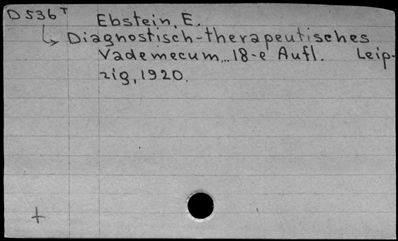 D536ᵀ Ebstein, E.
Diagnostisch-therapeutisches
Vademecum... 18-e Aufl. Leip-
zig, 1920.